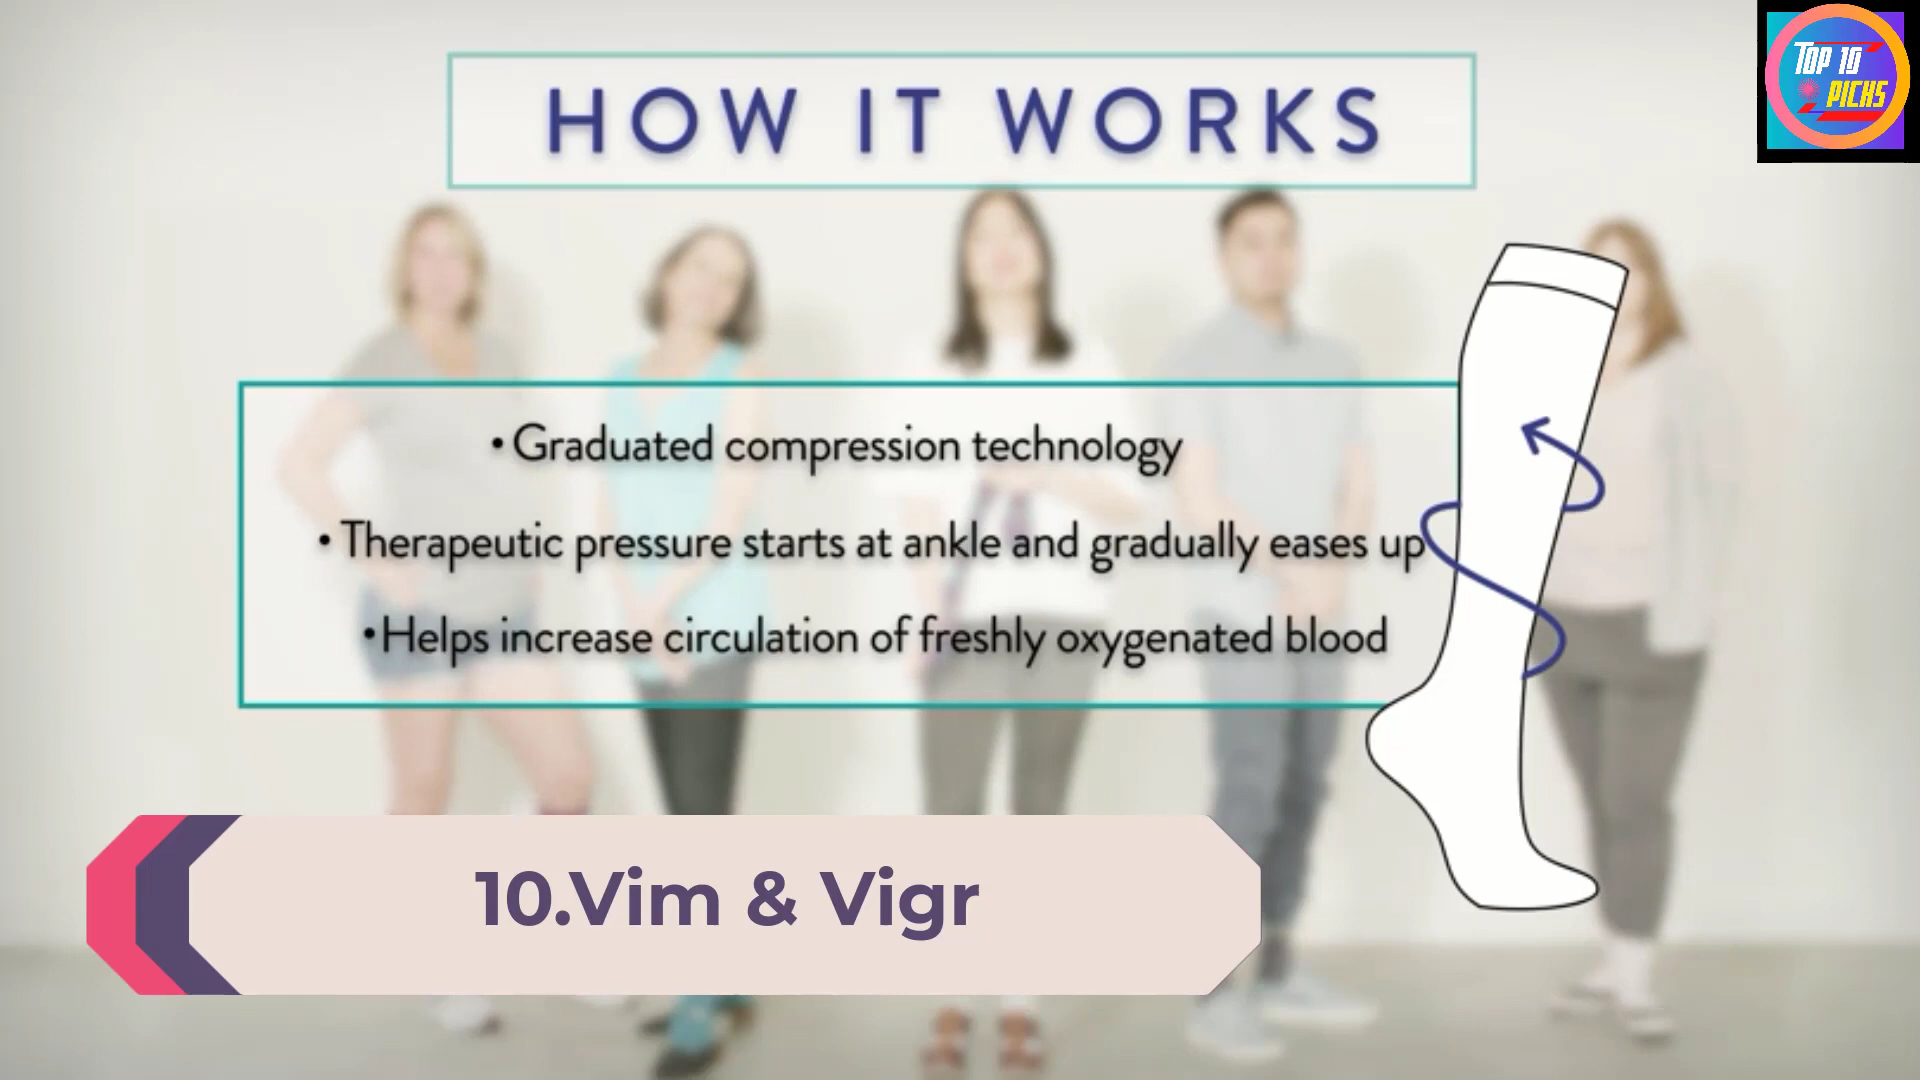 TOP 10
PICKS
HOW IT WORKS
• Graduated compression technology
• Therapeutic pressure starts at ankle and gradually eases up
• Helps increase circulation of freshly oxygenated blood
10.Vim & Vigr